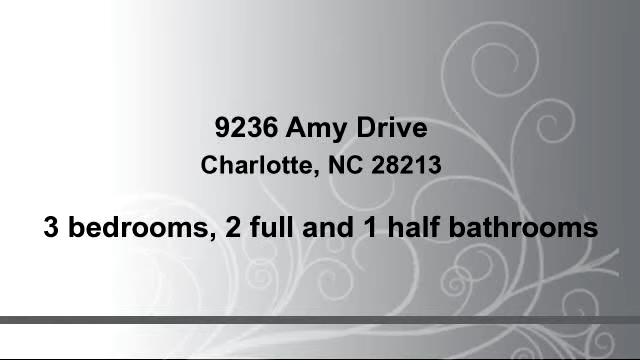 9236 Amy Drive
Charlotte, NC 28213
3 bedrooms, 2 full and 1 half bathrooms